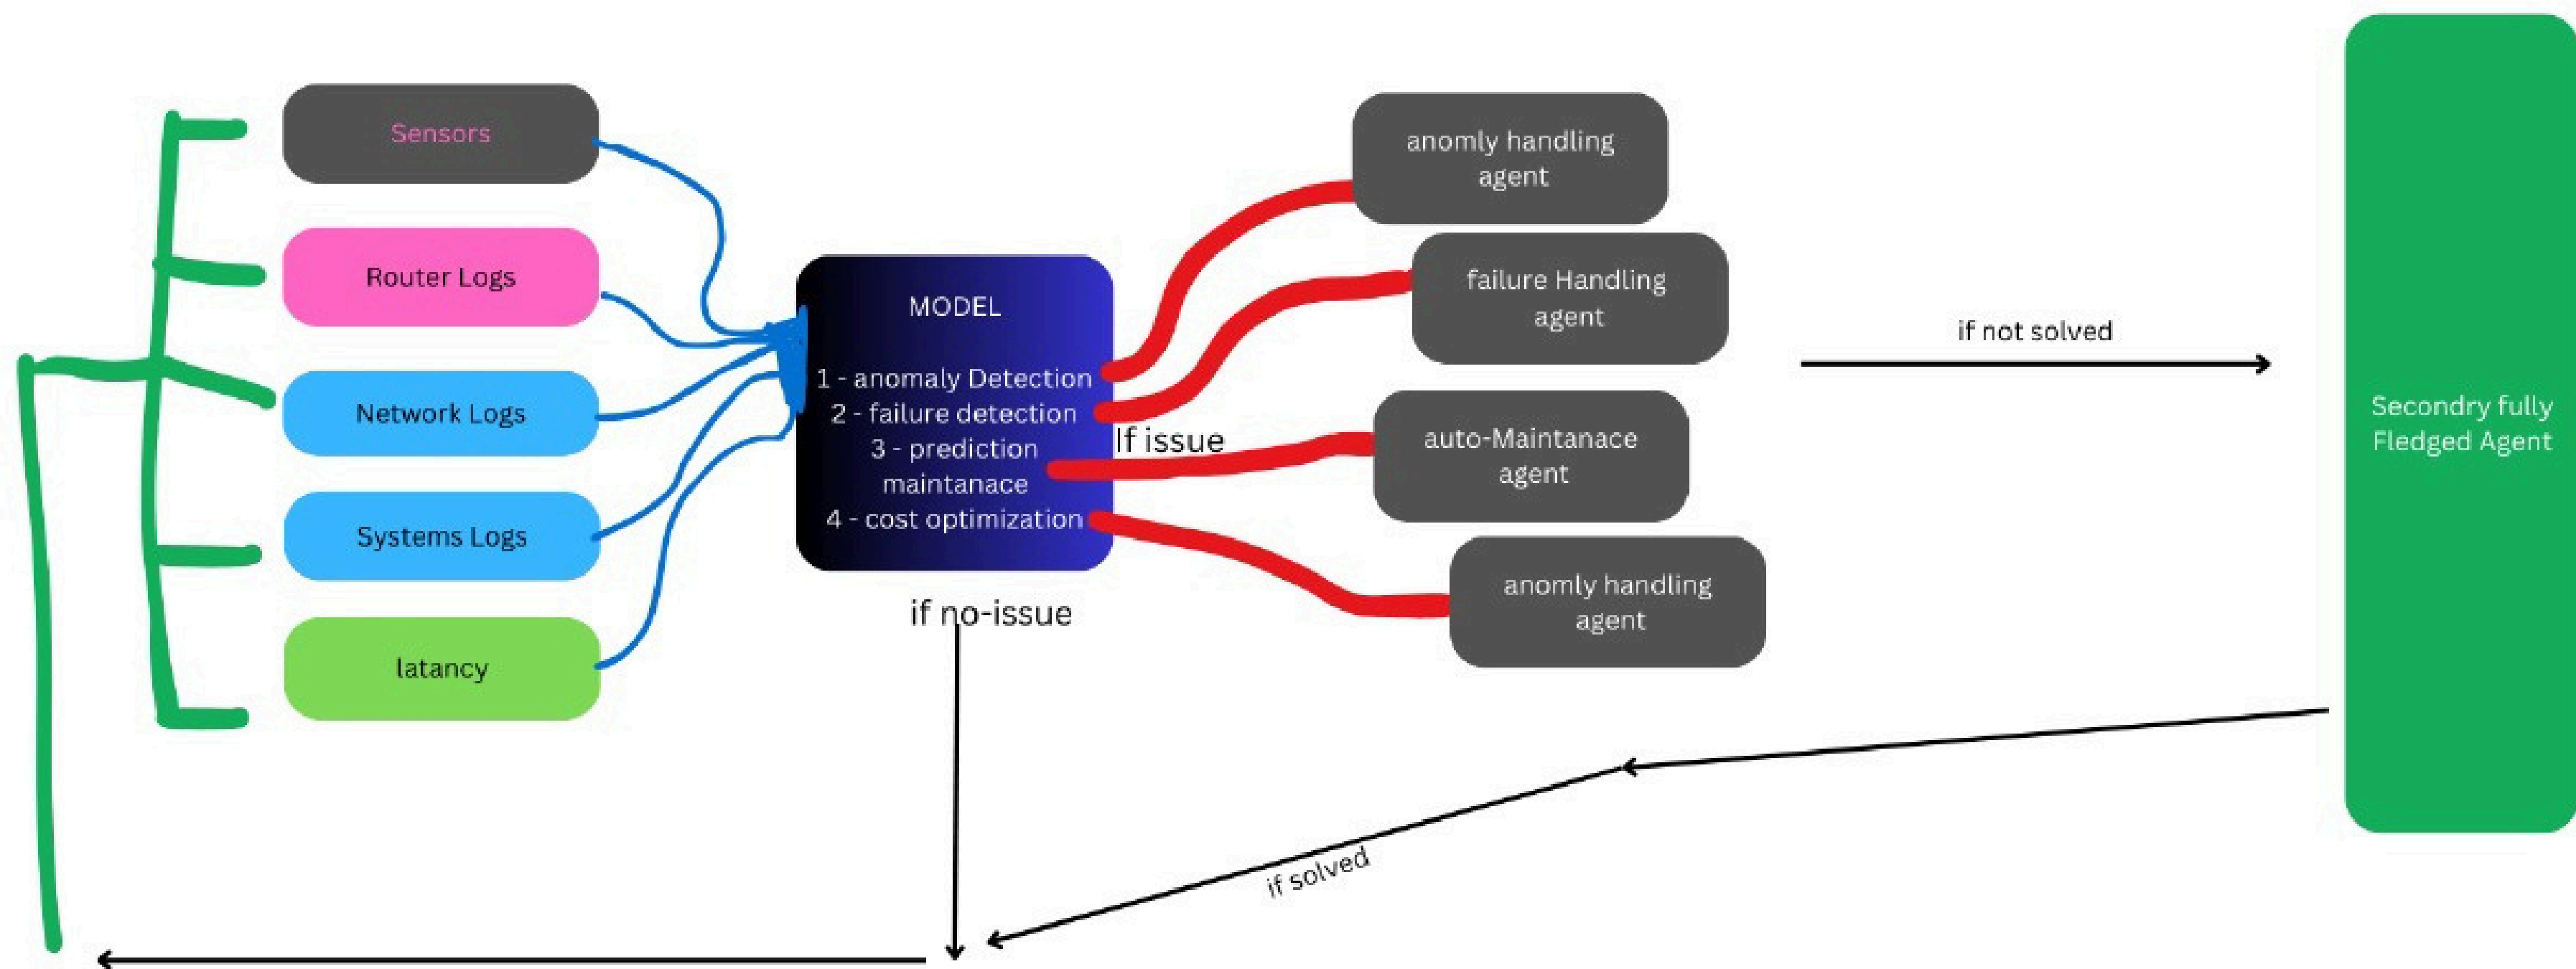 Sensors
Router Logs
Network Logs
Systems Logs
latancy
MODEL
1 - anomaly Detection
2 - failure detection
3 - prediction
maintanace
4 - cost optimization
If issue
if no-issue
anomly handling
agent
failure Handling
agent
auto-Maintanace
agent
anomly handling
agent
if not solved
Secondry fully
Fledged Agent
if solved